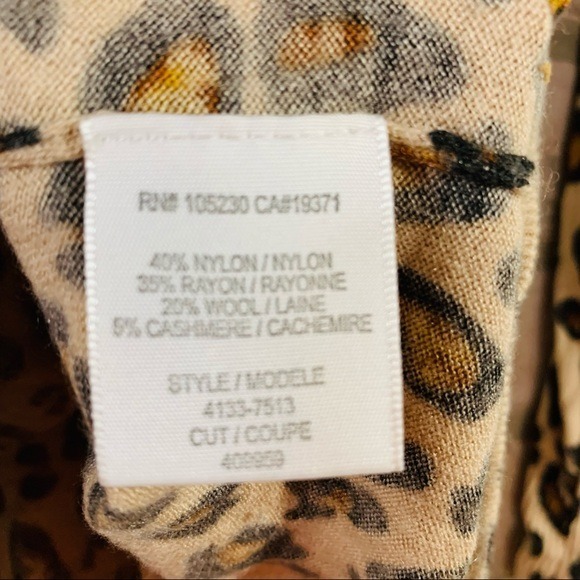 RN# 105230 CA#19371
40% NYLON / NYLON
35% RAYON / RAYONNE
20% WOOL / LAINE
5% CASHMERE / CACHEMIRE
STYLE / MODELE
4133-7513
CUT / COUPE
409959